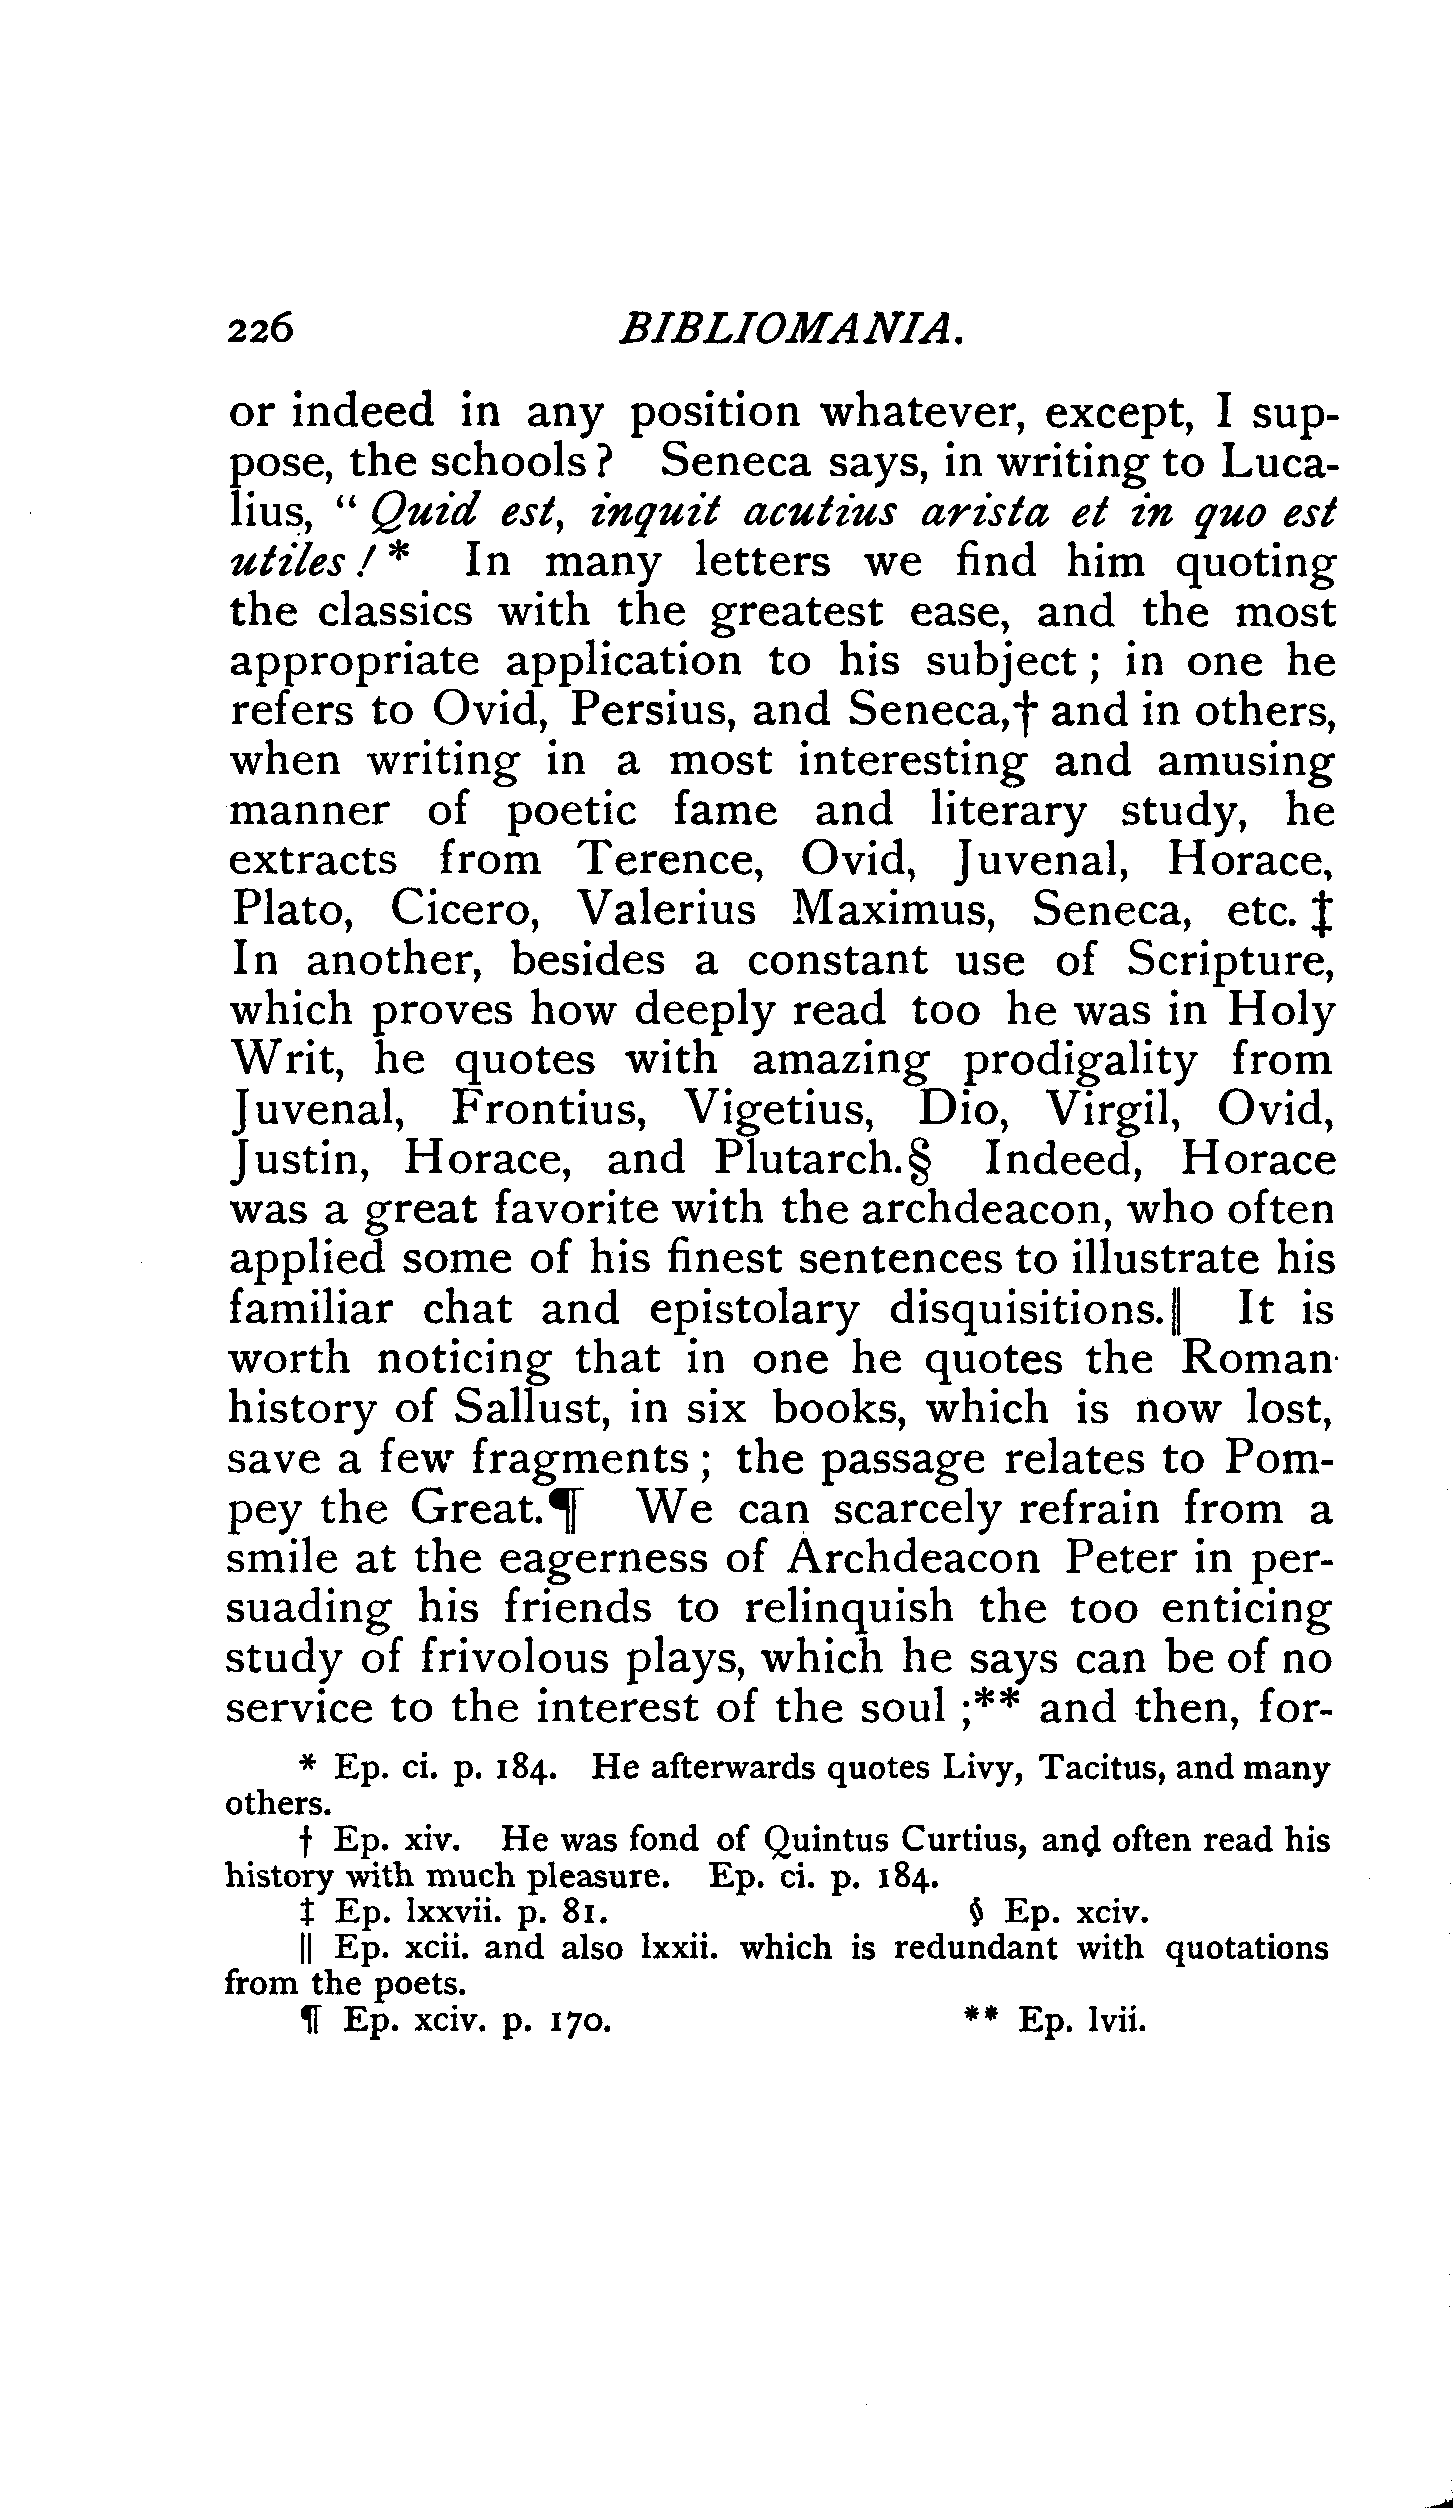 226 BIBLIOMANIA.
or indeed in any position whatever, except, I sup-
pose, the schools ? Seneca says, in writing to Luca-
lius, " Quid est, inquit acutius arista et in quo est
utiles ! * In many letters we find him quoting
the classics with the greatest ease, and the most
appropriate application to his subject ; in one he
refers to Ovid, Persius, and Seneca,† and in others,
when writing in a most interesting and amusing
manner of poetic fame and literary study, he
extracts from Terence, Ovid, Juvenal, Horace,
Plato, Cicero, Valerius Maximus, Seneca, etc. ‡
In another, besides a constant use of Scripture,
which proves how deeply read too he was in Holy
Writ, he quotes with amazing prodigality from
Juvenal, Frontius, Vigetius, Dio, Virgil, Ovid,
Justin, Horace, and Plutarch.§ Indeed, Horace
was a great favorite with the archdeacon, who often
applied some of his finest sentences to illustrate his
familiar chat and epistolary disquisitions.‖ It is
worth noticing that in one he quotes the Roman
history of Sallust, in six books, which is now lost,
save a few fragments ; the passage relates to Pom-
pey the Great.¶ We can scarcely refrain from a
smile at the eagerness of Archdeacon Peter in per-
suading his friends to relinquish the too enticing
study of frivolous plays, which he says can be of no
service to the interest of the soul ;** and then, for-
* Ep. ci. p. 184. He afterwards quotes Livy, Tacitus, and many
others.
† Ep. xiv. He was fond of Quintus Curtius, and often read his
history with much pleasure. Ep. ci. p. 184.
‡ Ep. lxxvii. p. 81. § Ep. xciv.
‖ Ep. xcii. and also lxxii. which is redundant with quotations
from the poets.
¶ Ep. xciv. p. 170. ** Ep. lvii.